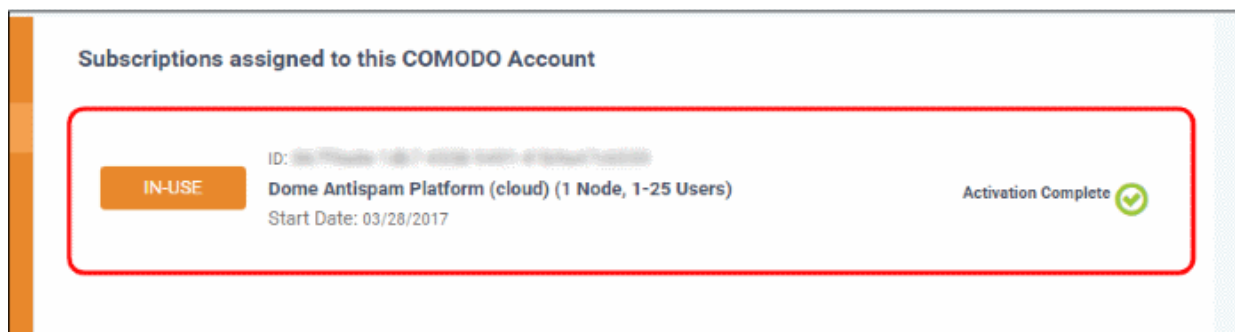 Subscriptions assigned to this COMODO Account
ID:
IN-USE
Dome Antispam Platform (cloud) (1 Node, 1-25 Users)
Activation Complete
Start Date: 03/28/2017